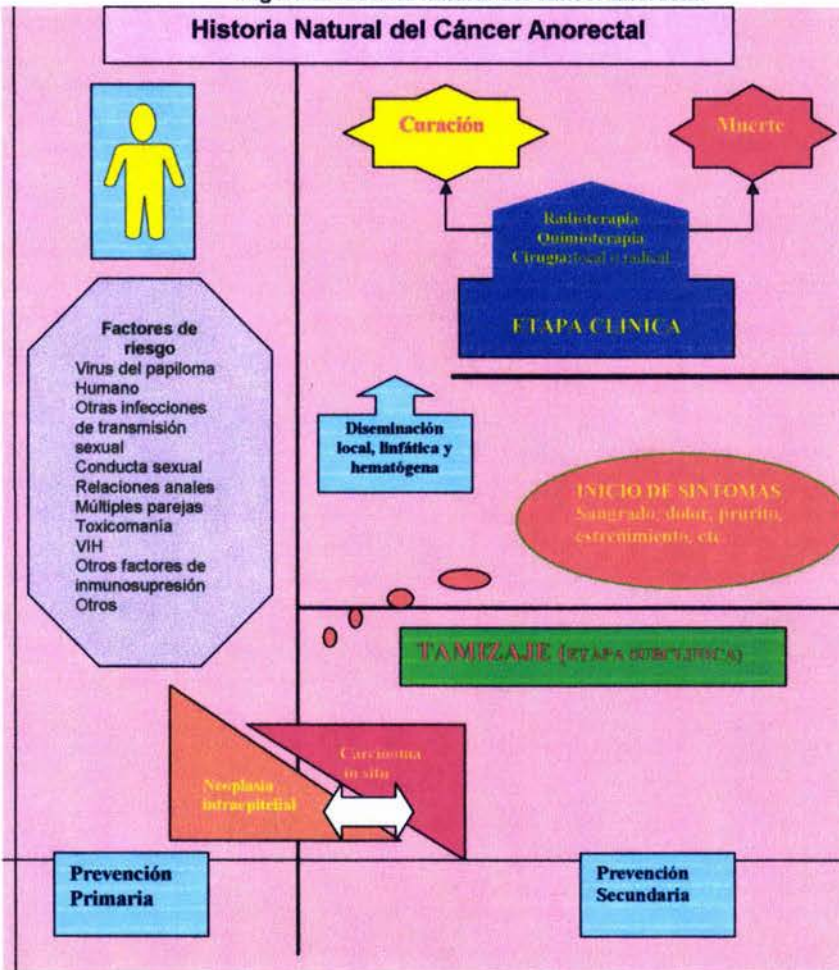 Historia Natural del Cáncer Anorectal
Curación
Muerte
Radioterapia
Quimioterapia
Cirugía: local o radical
ETAPA CLINICA
Factores de
riesgo
Virus del papiloma
Humano
Otras infecciones
de transmisión
sexual
Conducta sexual
Relaciones anales
Múltiples parejas
Toxicomanía
VIH
Otros factores de
inmunosupresión
Otros
Diseminación
local, linfática y
hematógena
INICIO DE SINTOMAS
Sangrado, dolor, prurito,
estreñimiento, etc.
TAMIZAJE (ETAPA SUBCLINICA)
Carcinoma
in situ
Neoplasia
intraepitelial
Prevención
Primaria
Prevención
Secundaria